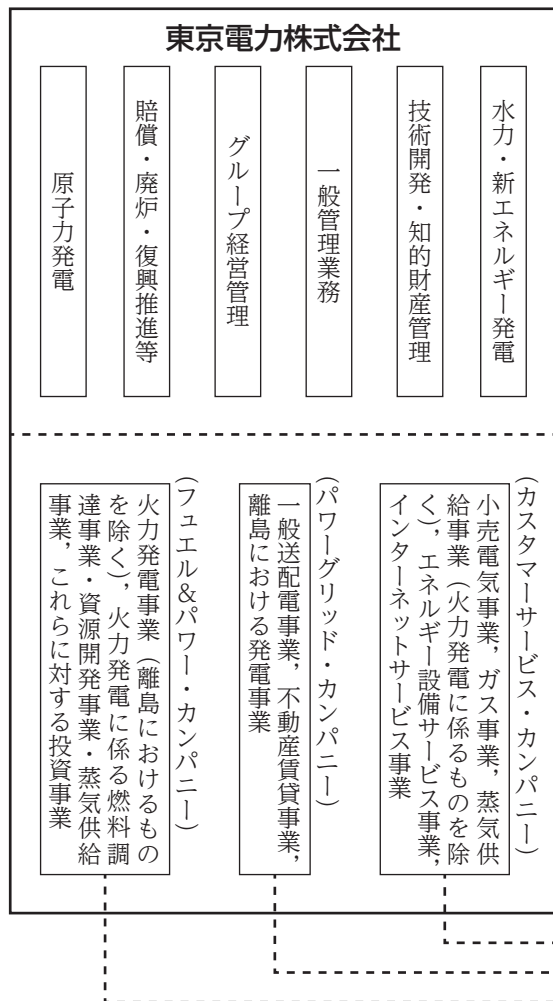 東京電力株式会社
水力・新エネルギー発電
技術開発・知的財産管理
一般管理業務
グループ経営管理
賠償・廃炉・復興推進等
原子力発電
(カスタマーサービス・カンパニー)
小売電気事業，ガス事業，蒸気供
給事業（火力発電に係るものを除
く），エネルギー設備サービス事業，
インターネットサービス事業
(パワーグリッド・カンパニー)
一般送配電事業，不動産賃貸事業，
離島における発電事業
(フュエル＆パワー・カンパニー)
火力発電事業（離島におけるもの
を除く），火力発電に係る燃料調
達事業・資源開発事業・蒸気供給
事業，これらに対する投資事業